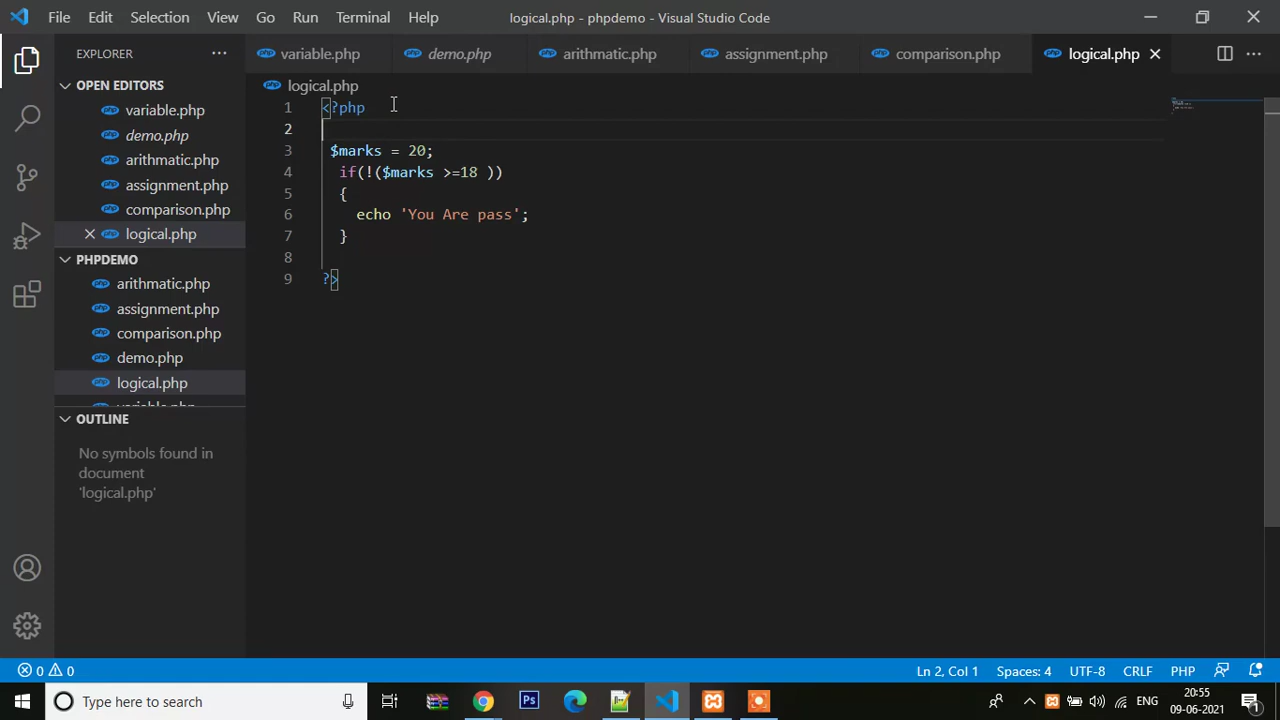 File Edit Selection View Go Run Terminal Help logical.php - phpdemo - Visual Studio Code
EXPLORER
variable.php demo.php arithmatic.php assignment.php comparison.php logical.php
OPEN EDITORS
variable.php
demo.php
arithmatic.php
assignment.php
comparison.php
logical.php
PHPDEMO
arithmatic.php
assignment.php
comparison.php
demo.php
logical.php
variable.php
OUTLINE
No symbols found in
document
'logical.php'
logical.php
1 <?php
2
3 $marks = 20;
4 if(!($marks >=18 ))
5 {
6 echo 'You Are pass';
7 }
8
9 ?>
0 0 Ln 2, Col 1 Spaces: 4 UTF-8 CRLF PHP
Type here to search
Ps
ENG
20:55
09-06-2021
1